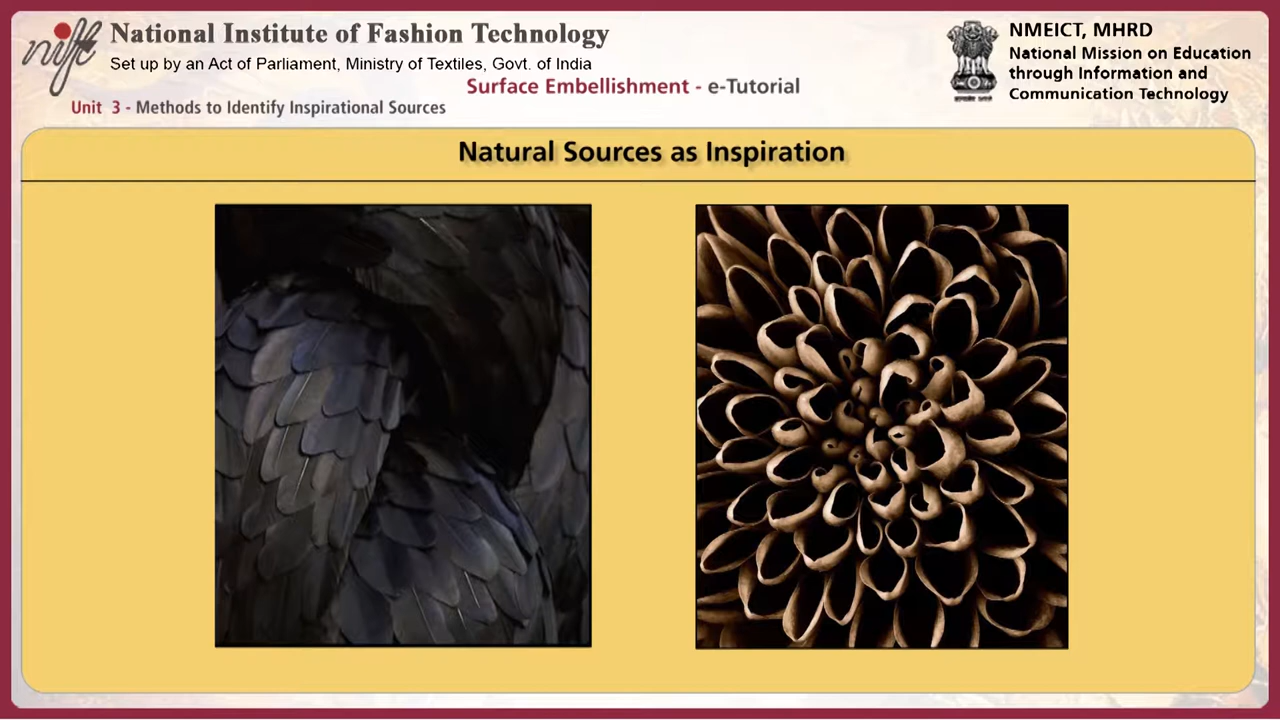 nift
National Institute of Fashion Technology
Set up by an Act of Parliament, Ministry of Textiles, Govt. of India
Surface Embellishment - e-Tutorial
Unit 3 - Methods to Identify Inspirational Sources
NMEICT, MHRD
National Mission on Education
through Information and
Communication Technology
Natural Sources as Inspiration